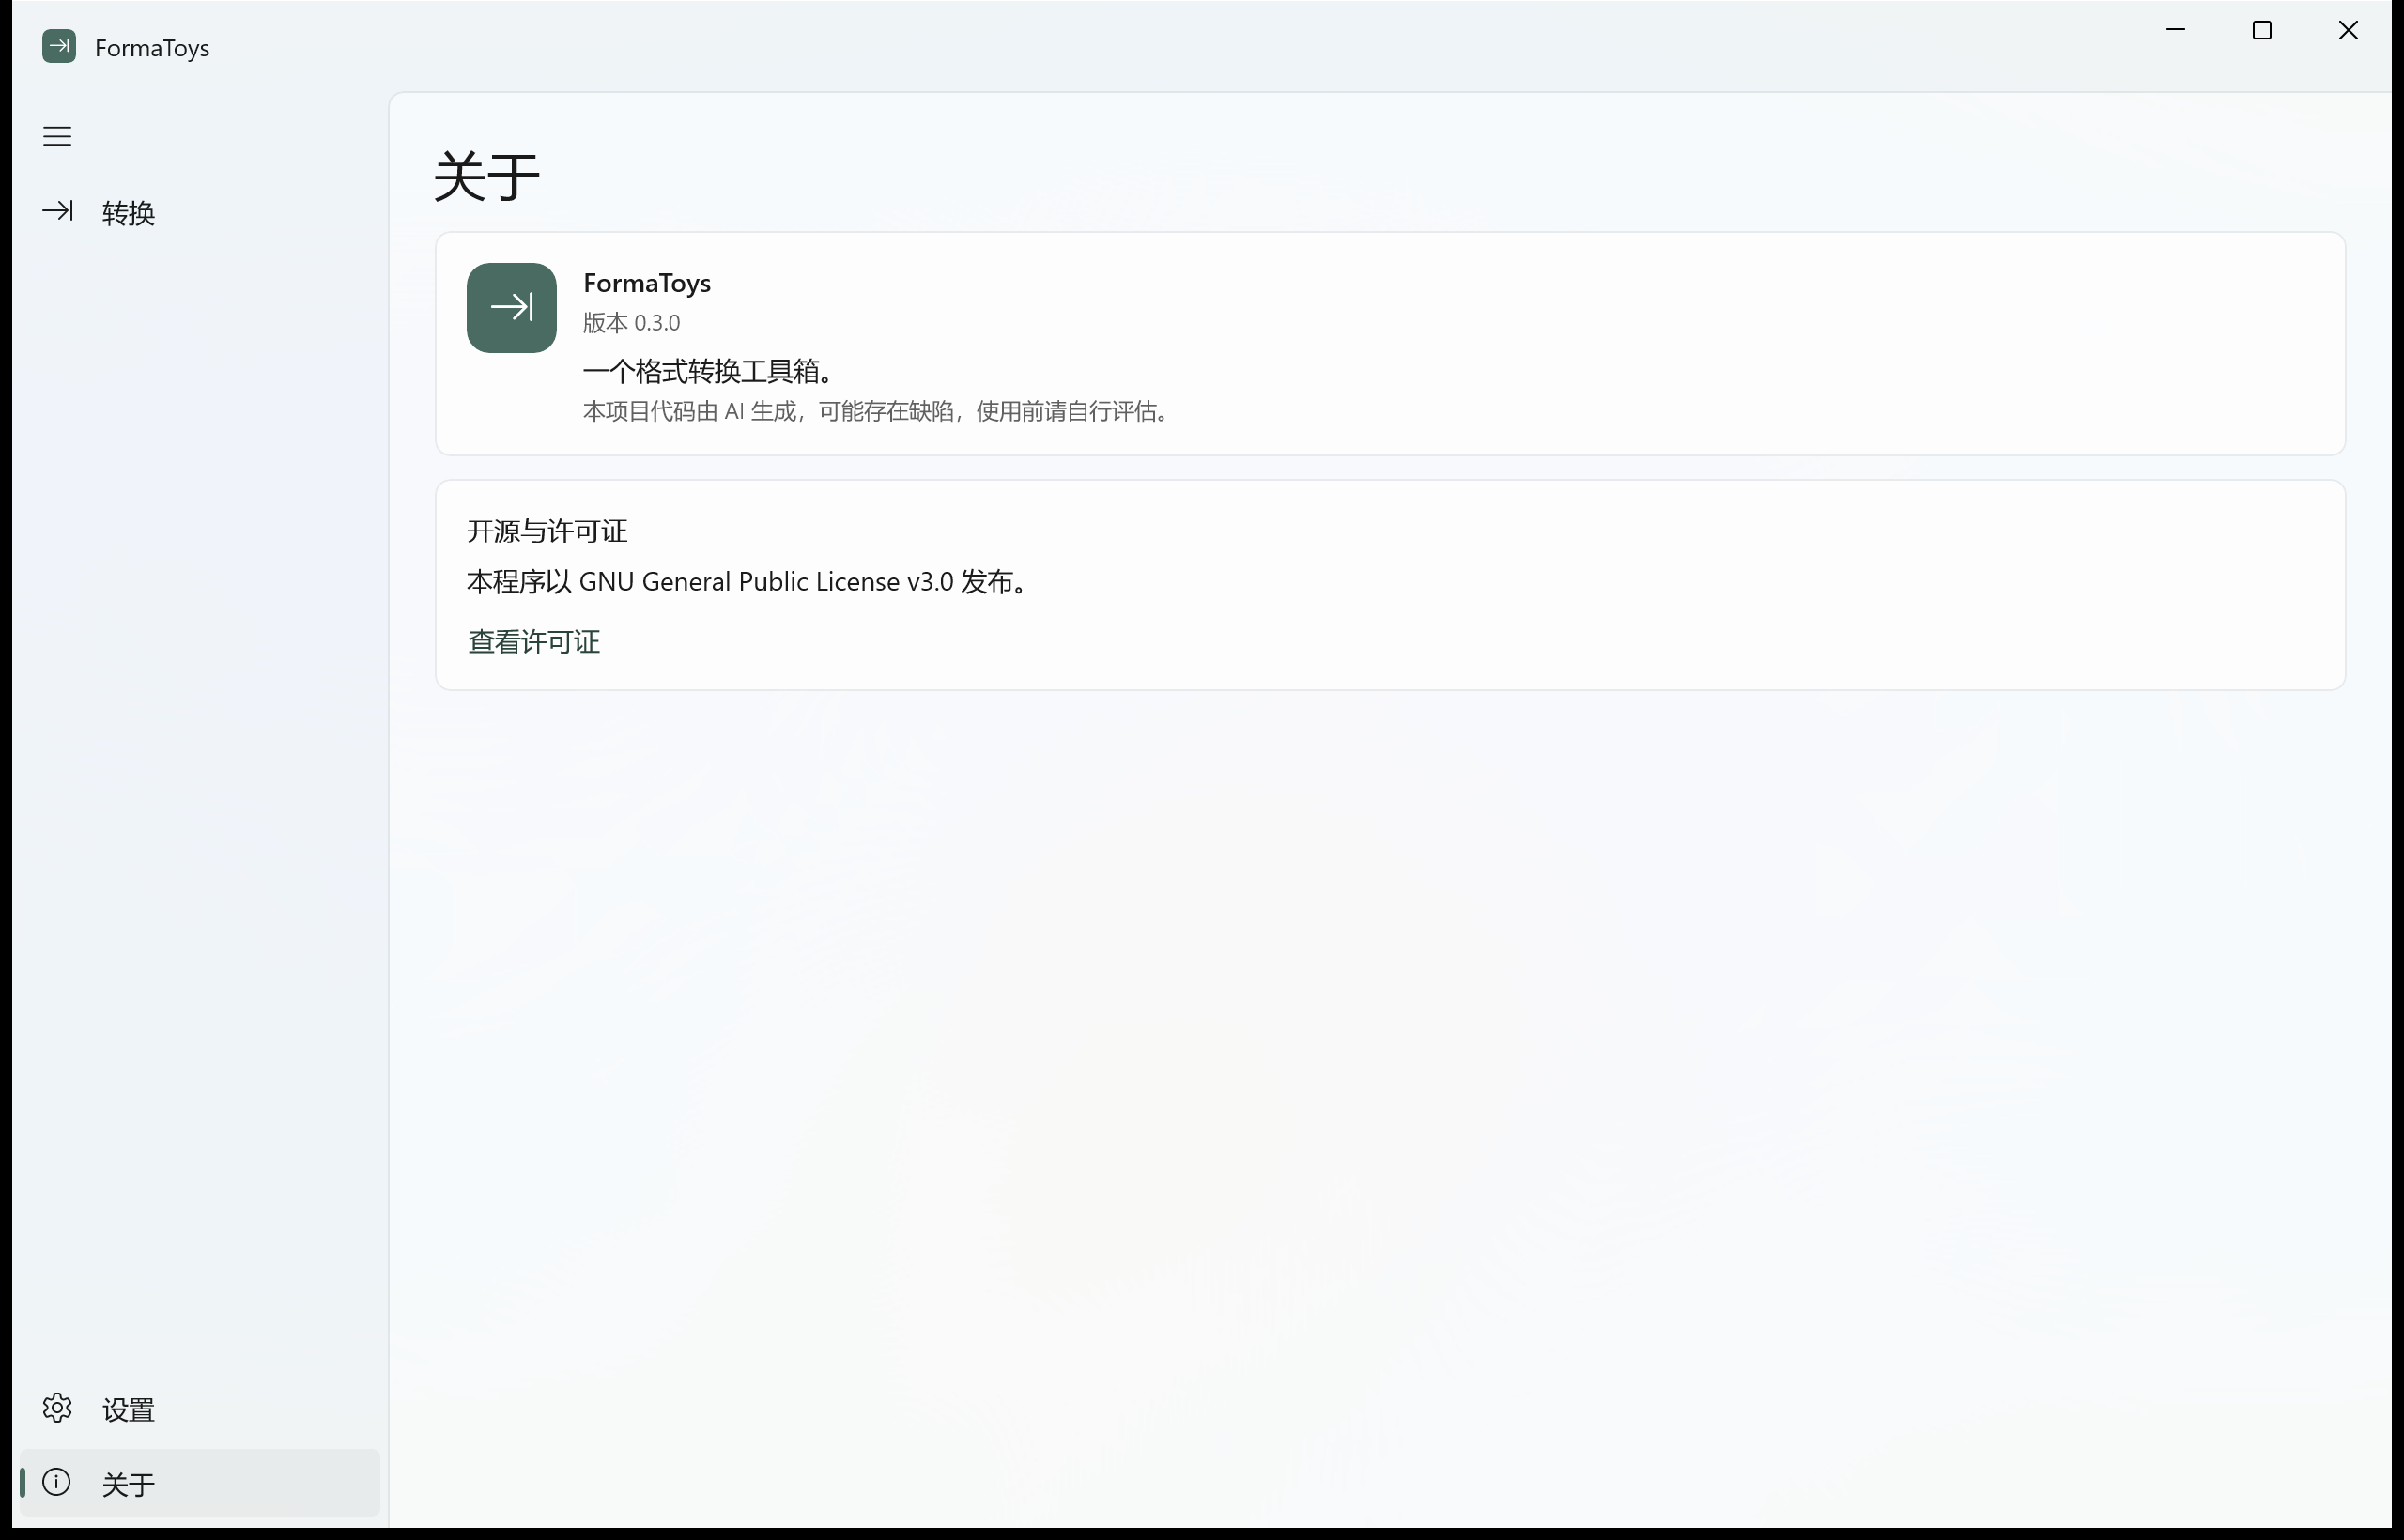 FormaToys
转换
关于
FormaToys
版本 0.3.0
一个格式转换工具箱。
本项目代码由 AI 生成，可能存在缺陷，使用前请自行评估。
开源与许可证
本程序以 GNU General Public License v3.0 发布。
查看许可证
设置
关于